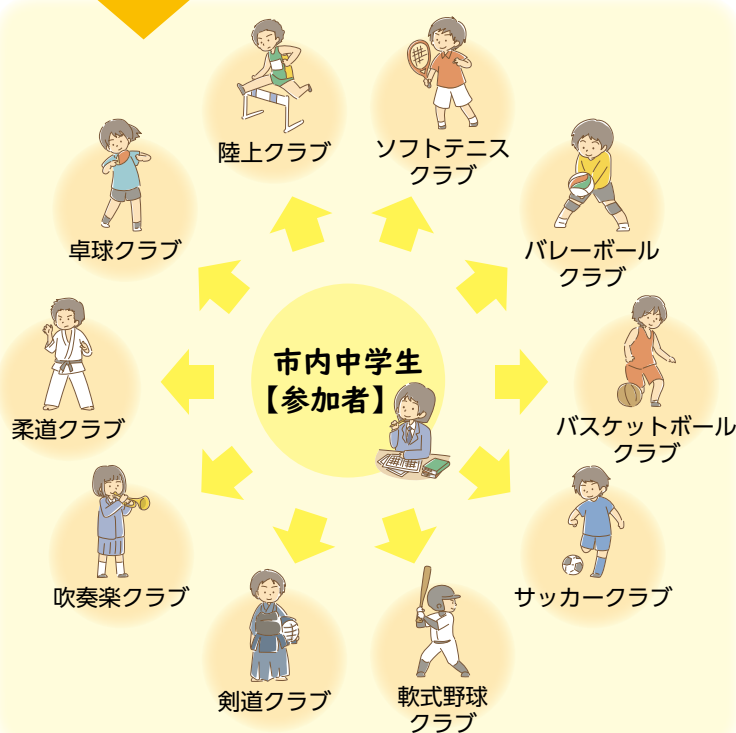 陸上クラブ
ソフトテニス
クラブ
卓球クラブ
バレーボール
クラブ
市内中学生
【参加者】
柔道クラブ
バスケットボール
クラブ
吹奏楽クラブ
サッカークラブ
剣道クラブ
軟式野球
クラブ